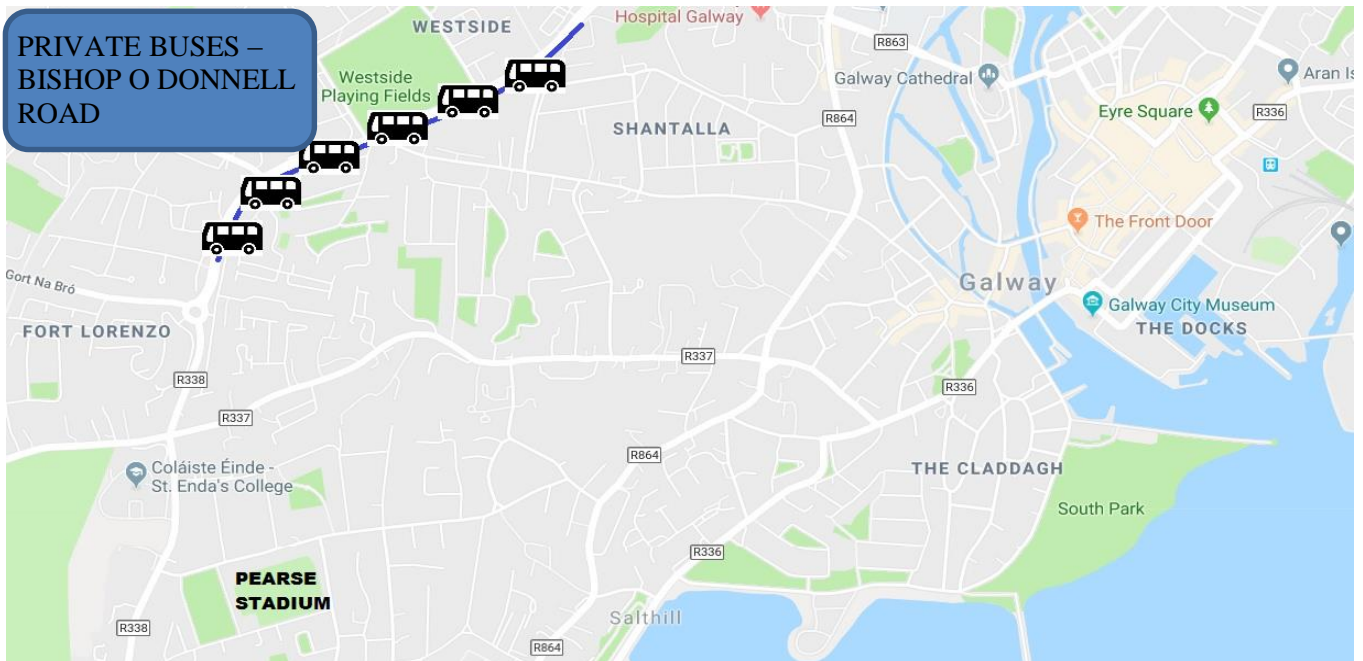 PRIVATE BUSES –
BISHOP O DONNELL
ROAD
WESTSIDE
Hospital Galway
R863
Galway Cathedral
Aran Is
Westside
Playing Fields
Eyre Square
R336
SHANTALLA
R864
The Front Door
Gort Na Bró
Galway
Galway City Museum
THE DOCKS
FORT LORENZO
R337
R338
R336
R337
R864
Coláiste Éinde -
St. Enda's College
THE CLADDAGH
South Park
R336
PEARSE
STADIUM
Salthill
R338
R864